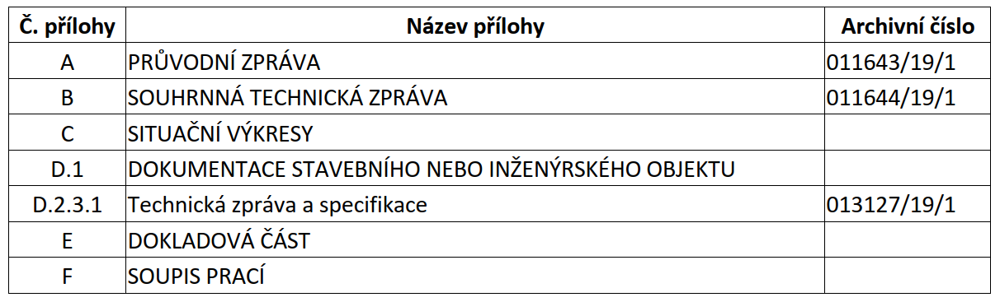 Č. přílohy Název přílohy Archivní číslo
A PRŮVODNÍ ZPRÁVA 011643/19/1
B SOUHRNNÁ TECHNICKÁ ZPRÁVA 011644/19/1
C SITUAČNÍ VÝKRESY
D.1 DOKUMENTACE STAVEBNÍHO NEBO INŽENÝRSKÉHO OBJEKTU
D.2.3.1 Technická zpráva a specifikace 013127/19/1
E DOKLADOVÁ ČÁST
F SOUPIS PRACÍ